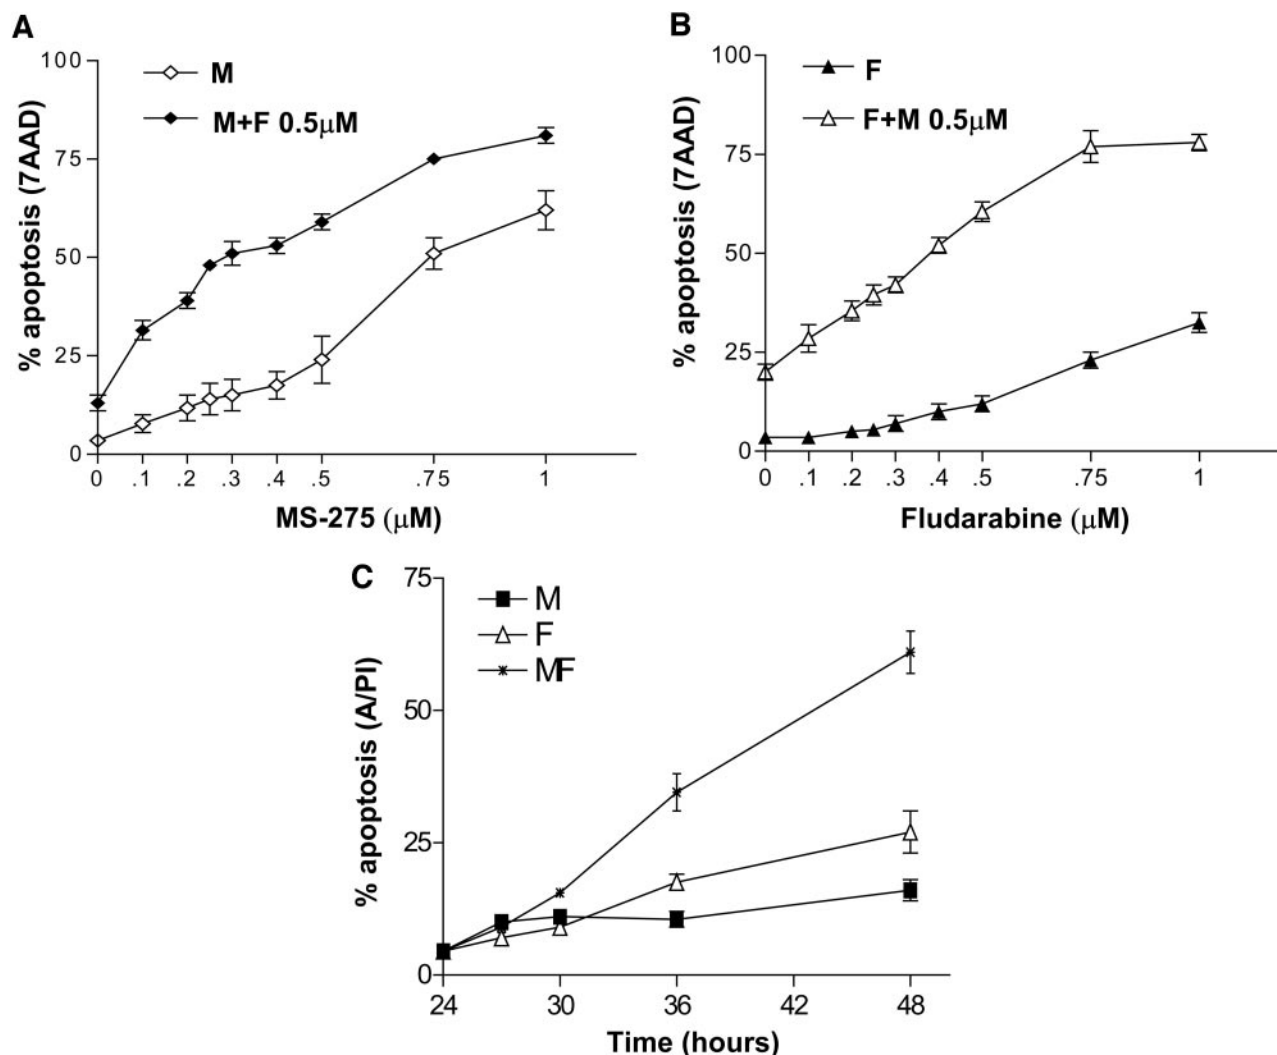 A
% apoptosis (7AAD)
100
75
50
25
0
M
M+F 0.5μM
0 .1 .2 .3 .4 .5 .75 1
MS-275 (μM)
B
% apoptosis (7AAD)
100
75
50
25
0
F
F+M 0.5μM
0 .1 .2 .3 .4 .5 .75 1
Fludarabine (μM)
C
% apoptosis (A/PI)
75
50
25
0
M
F
MF
24 30 36 42 48
Time (hours)